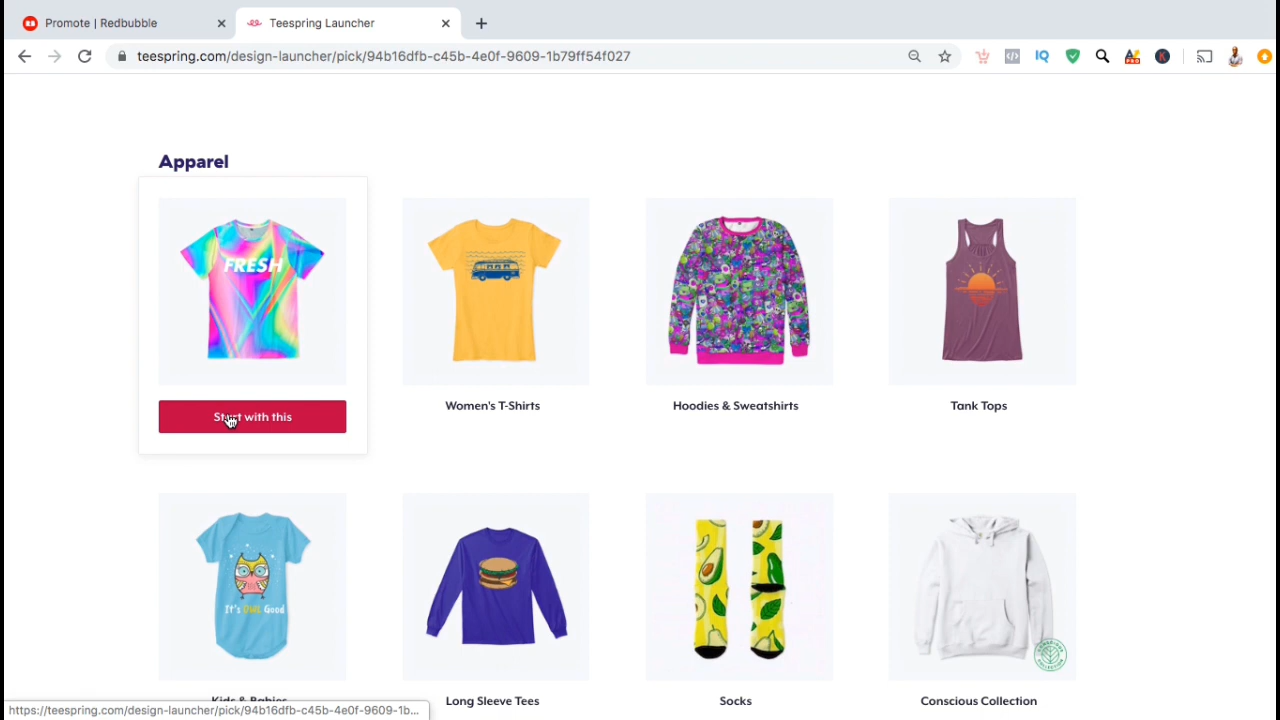 Promote | Redbubble
Teespring Launcher
teespring.com/design-launcher/pick/94b16dfb-c45b-4e0f-9609-1b79ff54f027
Apparel
FRESH
Start with this
Women's T-Shirts
Hoodies & Sweatshirts
Tank Tops
It's OWL Good
Kids & Babies
Long Sleeve Tees
Socks
Conscious Collection
https://teespring.com/design-launcher/pick/94b16dfb-c45b-4e0f-9609-1b...